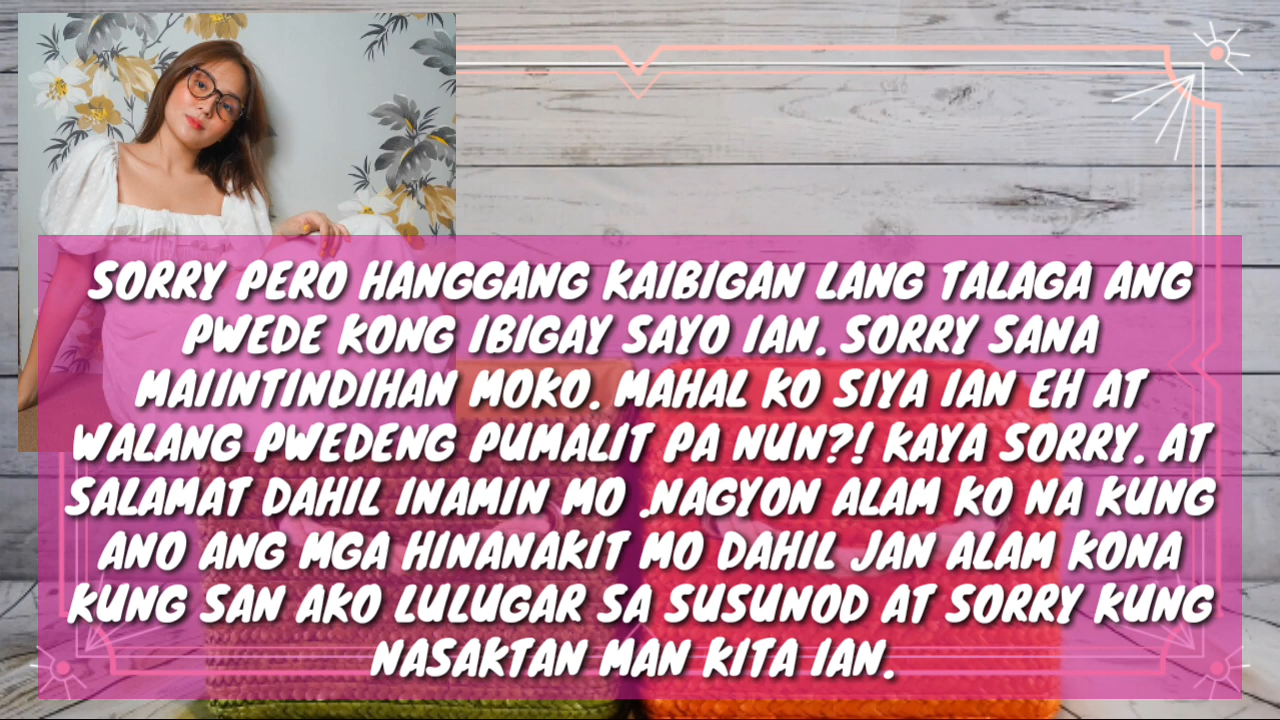 SORRY PERO HANGGANG KAIBIGAN LANG TALAGA ANG
PWEDE KONG IBIGAY SAYO IAN. SORRY SANA
MAIINTINDIHAN MOKO. MAHAL KO SIYA IAN EH AT
WALANG PWEDENG PUMALIT PA NUN?! KAYA SORRY. AT
SALAMAT DAHIL INAMIN MO .NAGYON ALAM KO NA KUNG
ANO ANG MGA HINANAKIT MO DAHIL JAN ALAM KONA
KUNG SAN AKO LULUGAR SA SUSUNOD AT SORRY KUNG
NASAKTAN MAN KITA IAN.